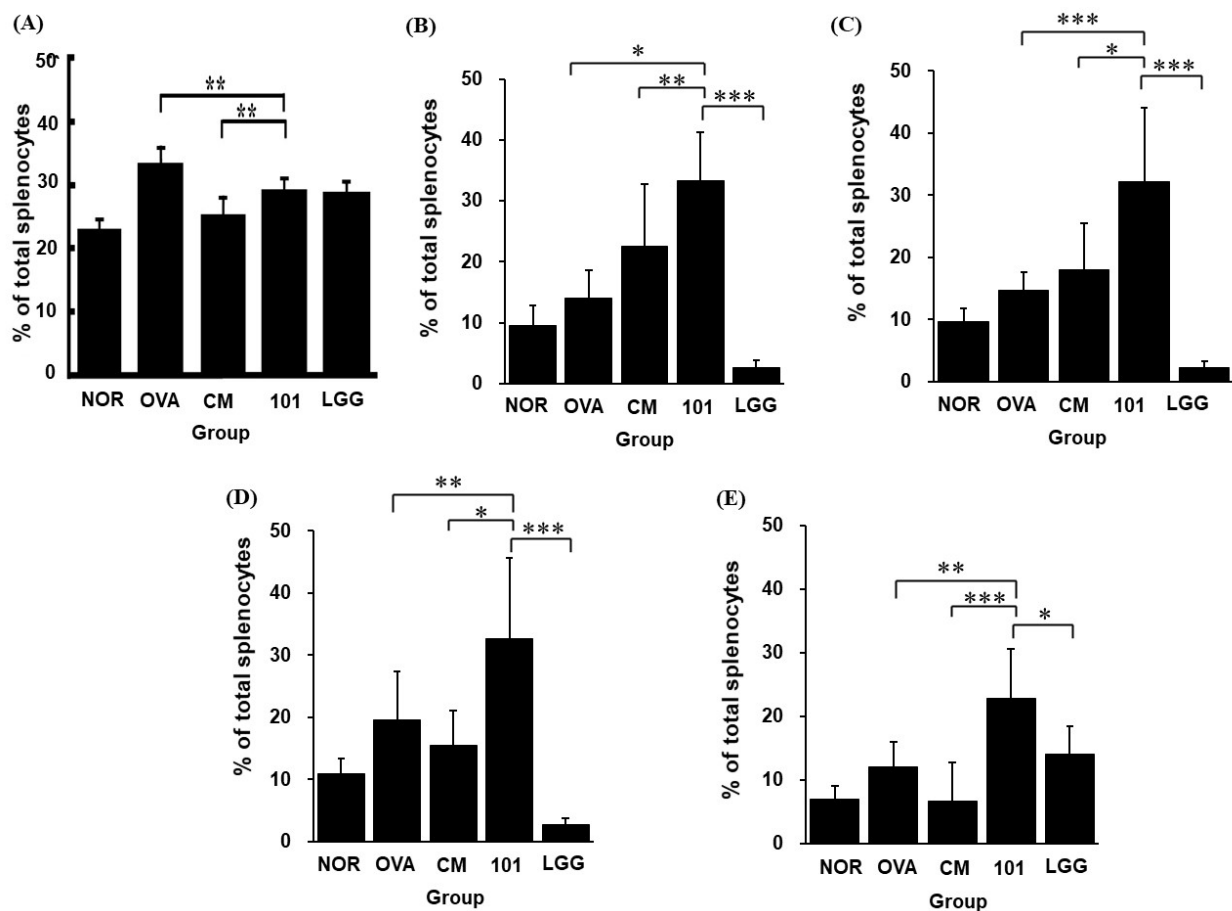 (A)
% of total splenocytes
50
40
30
20
10
0
**
**
NOR OVA CM 101 LGG
Group
(B)
% of total splenocytes
50
40
30
20
10
0
*
**
***
NOR OVA CM 101 LGG
Group
(C)
% of total splenocytes
50
40
30
20
10
0
***
*
***
NOR OVA CM 101 LGG
Group
(D)
% of total splenocytes
50
40
30
20
10
0
**
*
***
NOR OVA CM 101 LGG
Group
(E)
% of total splenocytes
50
40
30
20
10
0
**
***
*
NOR OVA CM 101 LGG
Group